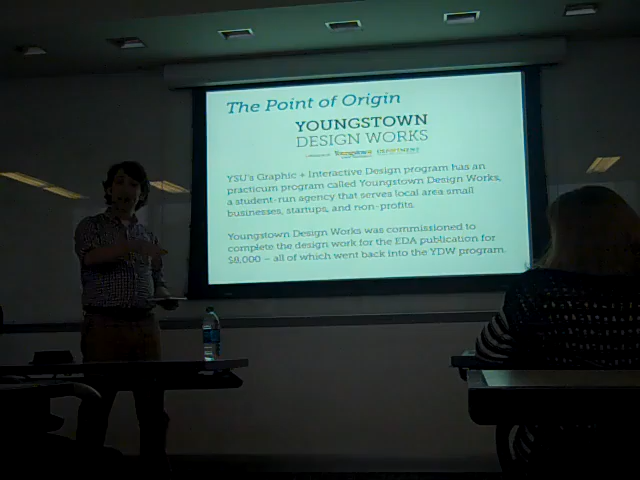 The Point of Origin
YOUNGSTOWN
DESIGN WORKS
YSU's Graphic + Interactive Design program has an
practicum program called Youngstown Design Works,
a student-run agency that serves local area small
businesses, startups, and non-profits.
Youngstown Design Works was commissioned to
complete the design work for the EDA publication for
$8,000 – all of which went back into the YDW program.